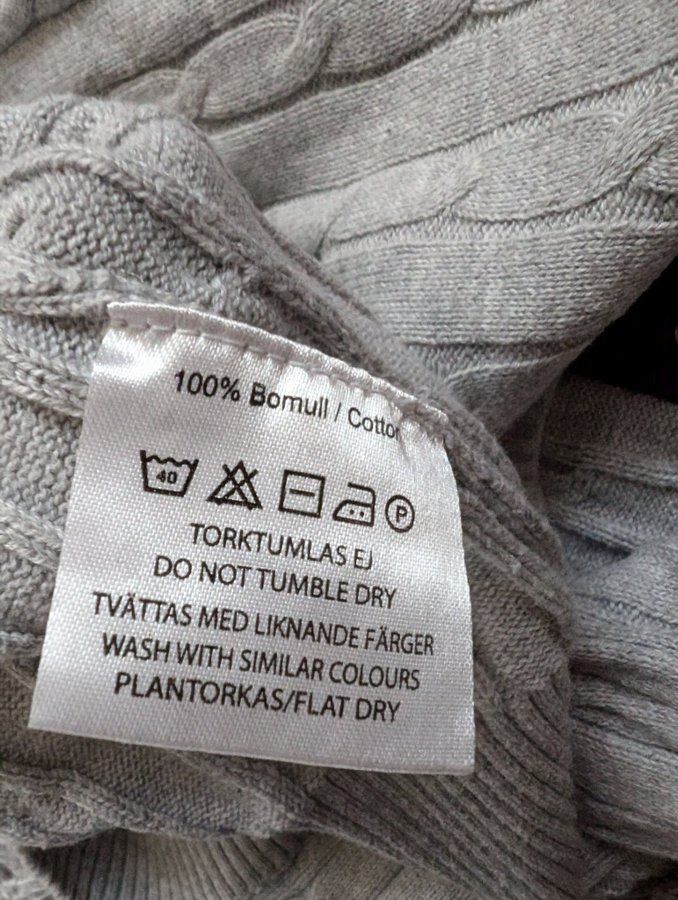 100% Bomull / Cotton
40
P
TORKTUMLAS EJ
DO NOT TUMBLE DRY
TVÄTTAS MED LIKNANDE FÄRGER
WASH WITH SIMILAR COLOURS
PLANTORKAS/FLAT DRY